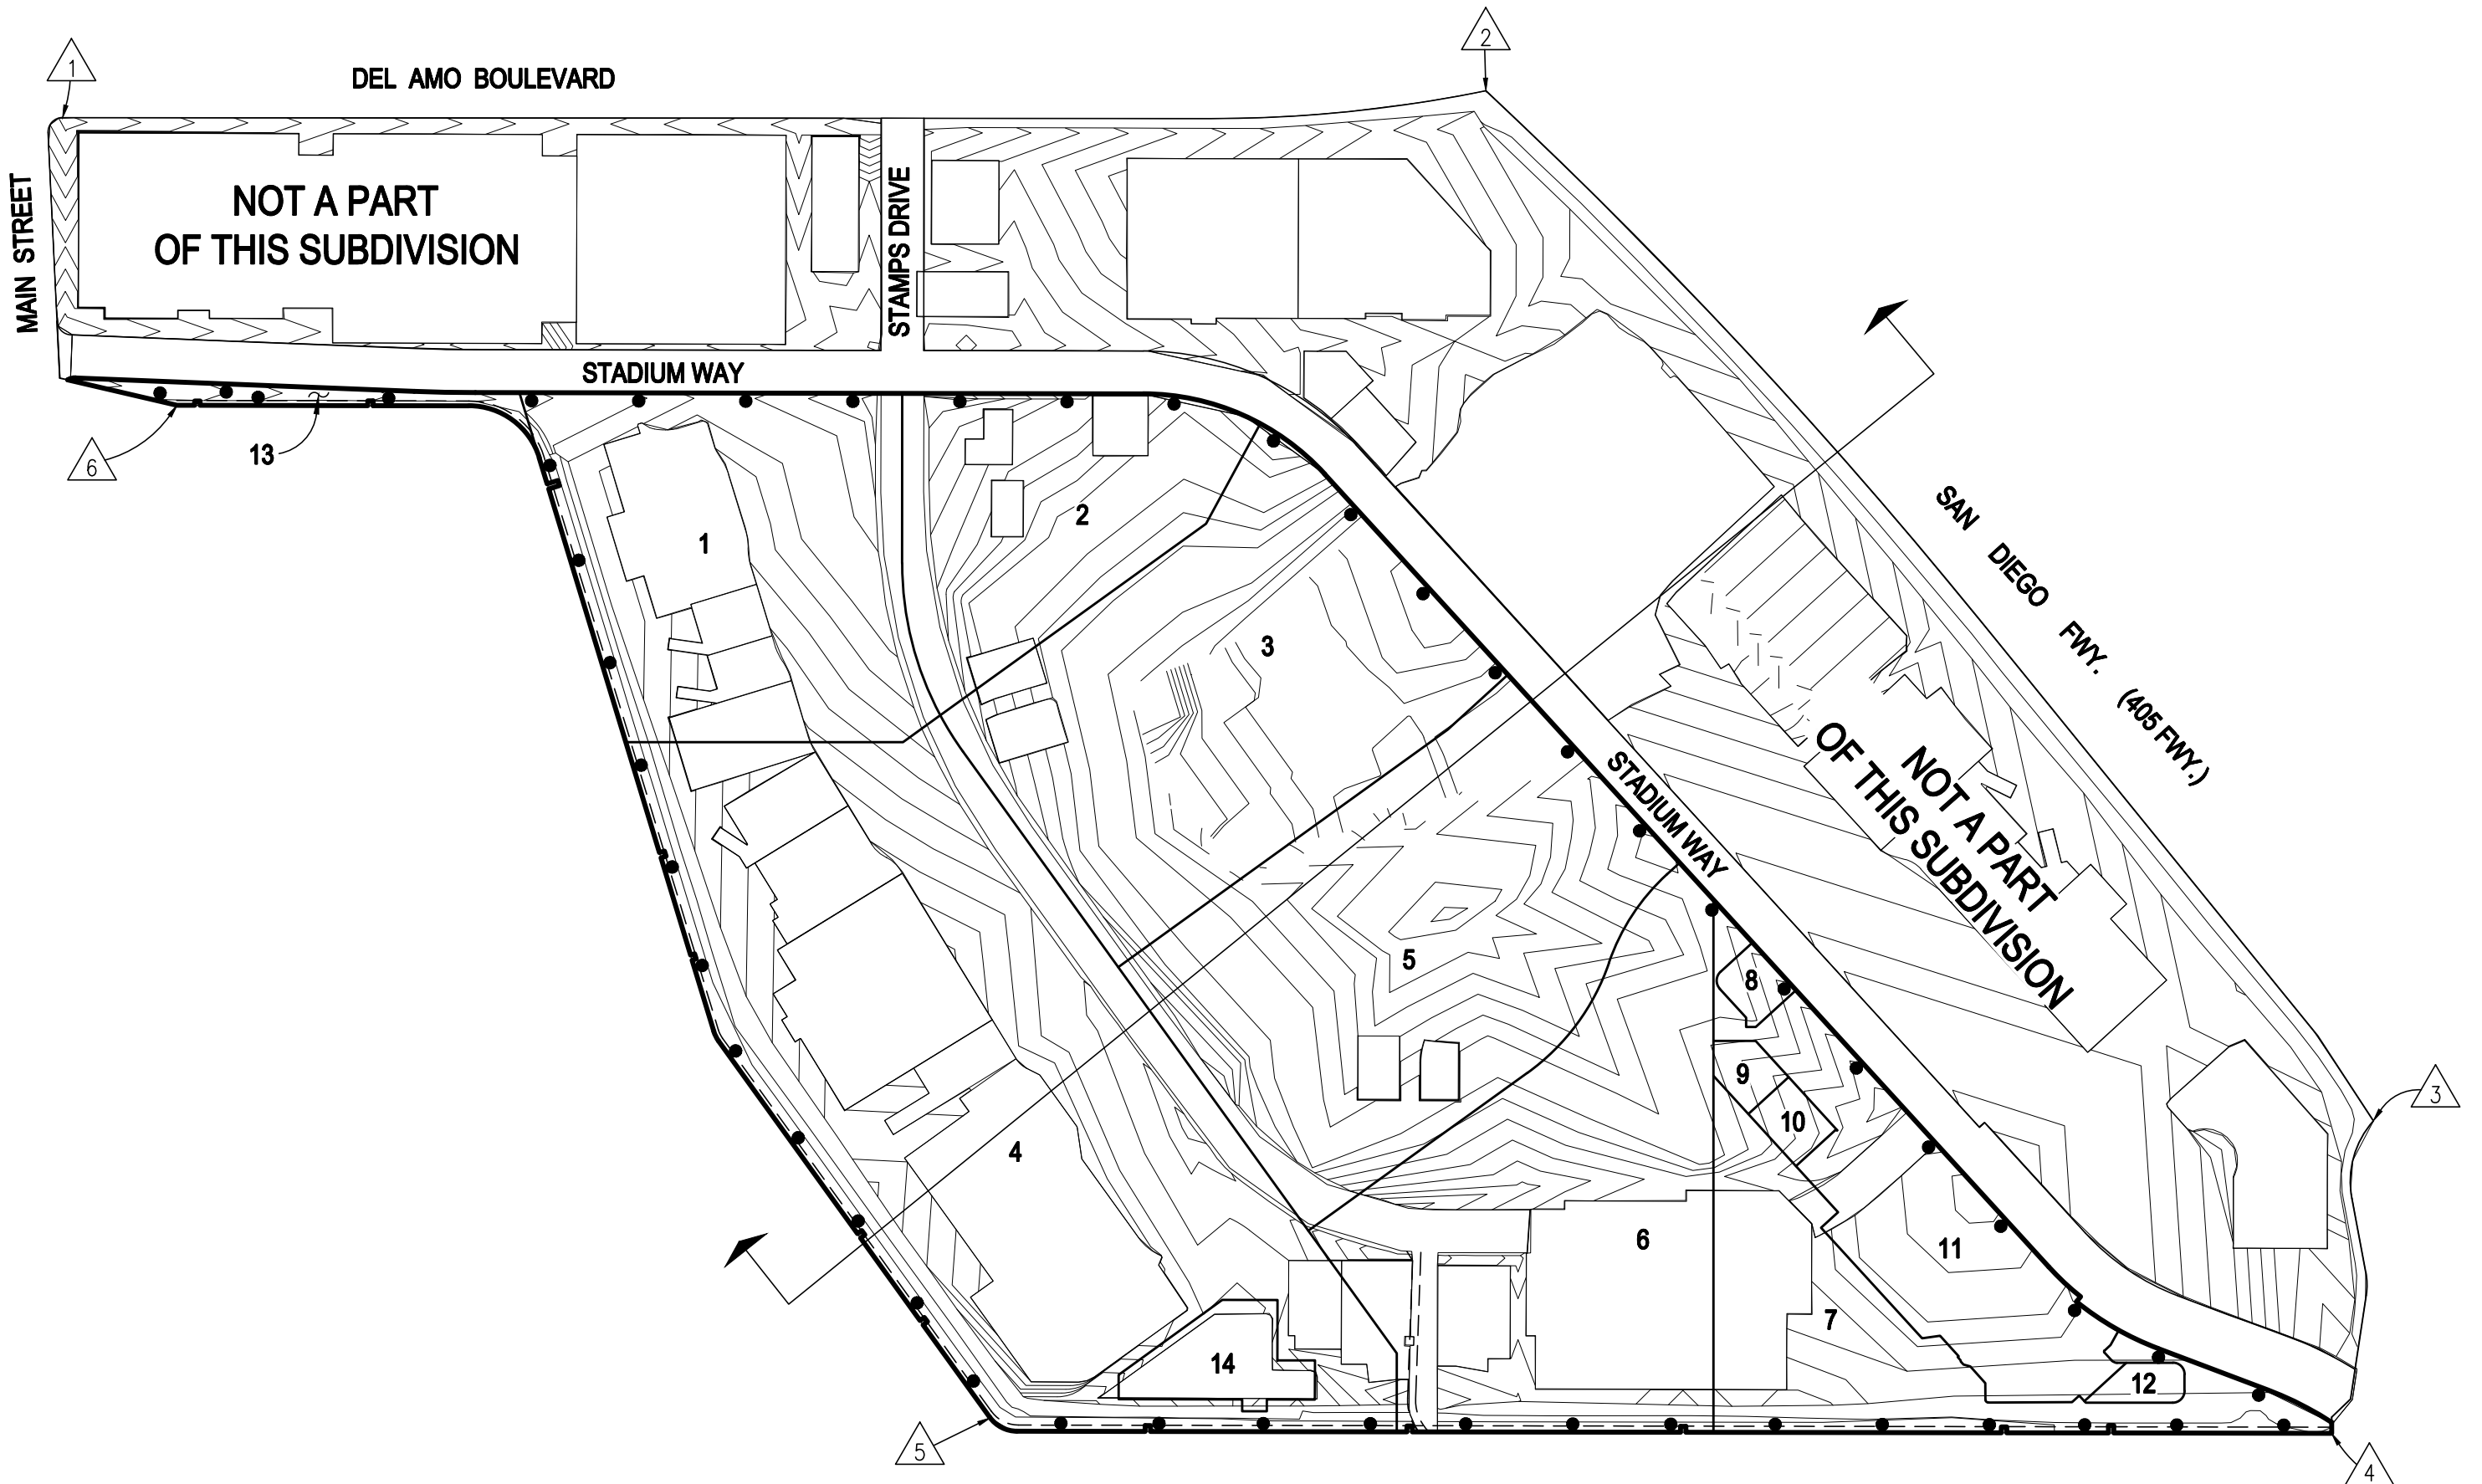 1
2
DEL AMO BOULEVARD
MAIN STREET
NOT A PART
OF THIS SUBDIVISION
STAMPS DRIVE
STADIUM WAY
6
13
1
2
3
SAN DIEGO FWY. (405 FWY.)
STADIUM WAY
NOT A PART
OF THIS SUBDIVISION
5
8
9
10
3
4
6
11
7
14
12
5
4